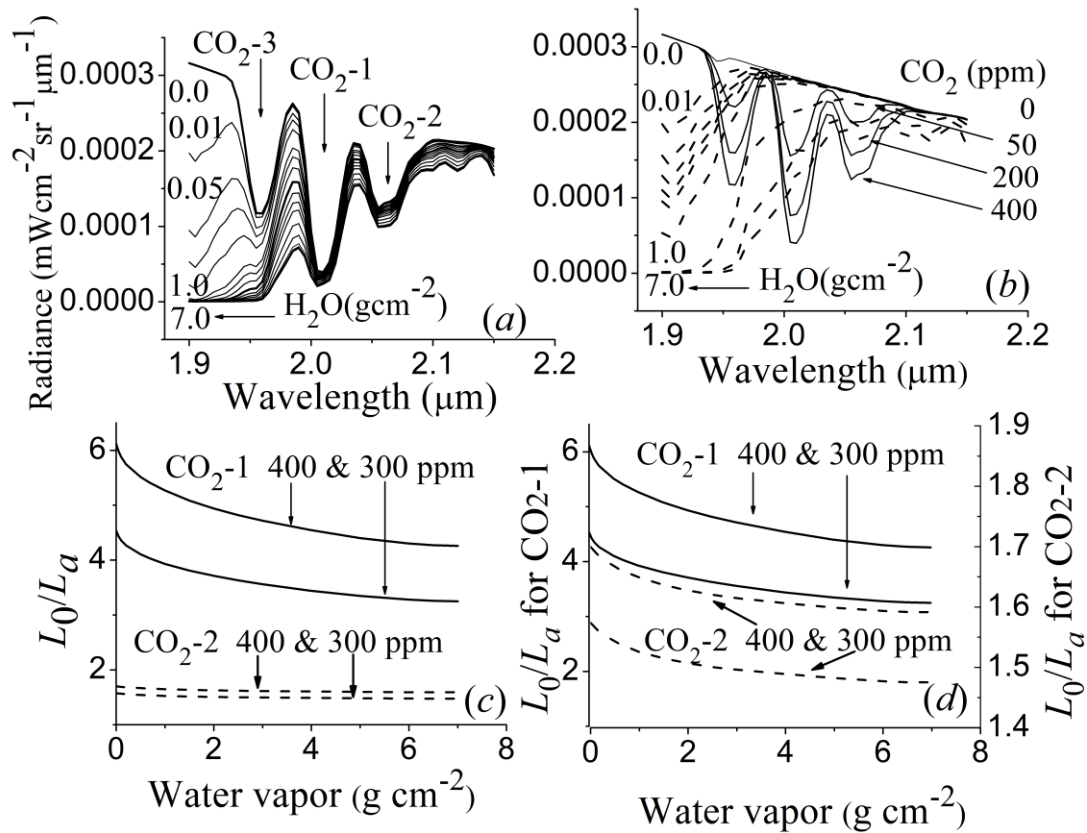 Radiance (mWcm⁻²sr⁻¹μm⁻¹)
0.0003
0.0002
0.0001
0.0000
CO₂-3
CO₂-1
CO₂-2
0.0
0.01
0.05
1.0
7.0
H₂O(gcm⁻²)
(a)
1.9 2.0 2.1 2.2
Wavelength (μm)
0.0003
0.0002
0.0001
0.0000
0.0
0.01
1.0
7.0
CO₂ (ppm)
0
50
200
400
H₂O(gcm⁻²)
(b)
1.9 2.0 2.1 2.2
Wavelength (μm)
L₀/Lₐ
6
4
2
CO₂-1 400 & 300 ppm
CO₂-2 400 & 300 ppm
(c)
0 2 4 6 8
Water vapor (g cm⁻²)
L₀/Lₐ for CO2-1
6
4
2
CO₂-1 400 & 300 ppm
CO₂-2 400 & 300 ppm
(d)
0 2 4 6 8
Water vapor (g cm⁻²)
1.9
1.8
1.7
1.6
1.5
1.4
L₀/Lₐ for CO2-2